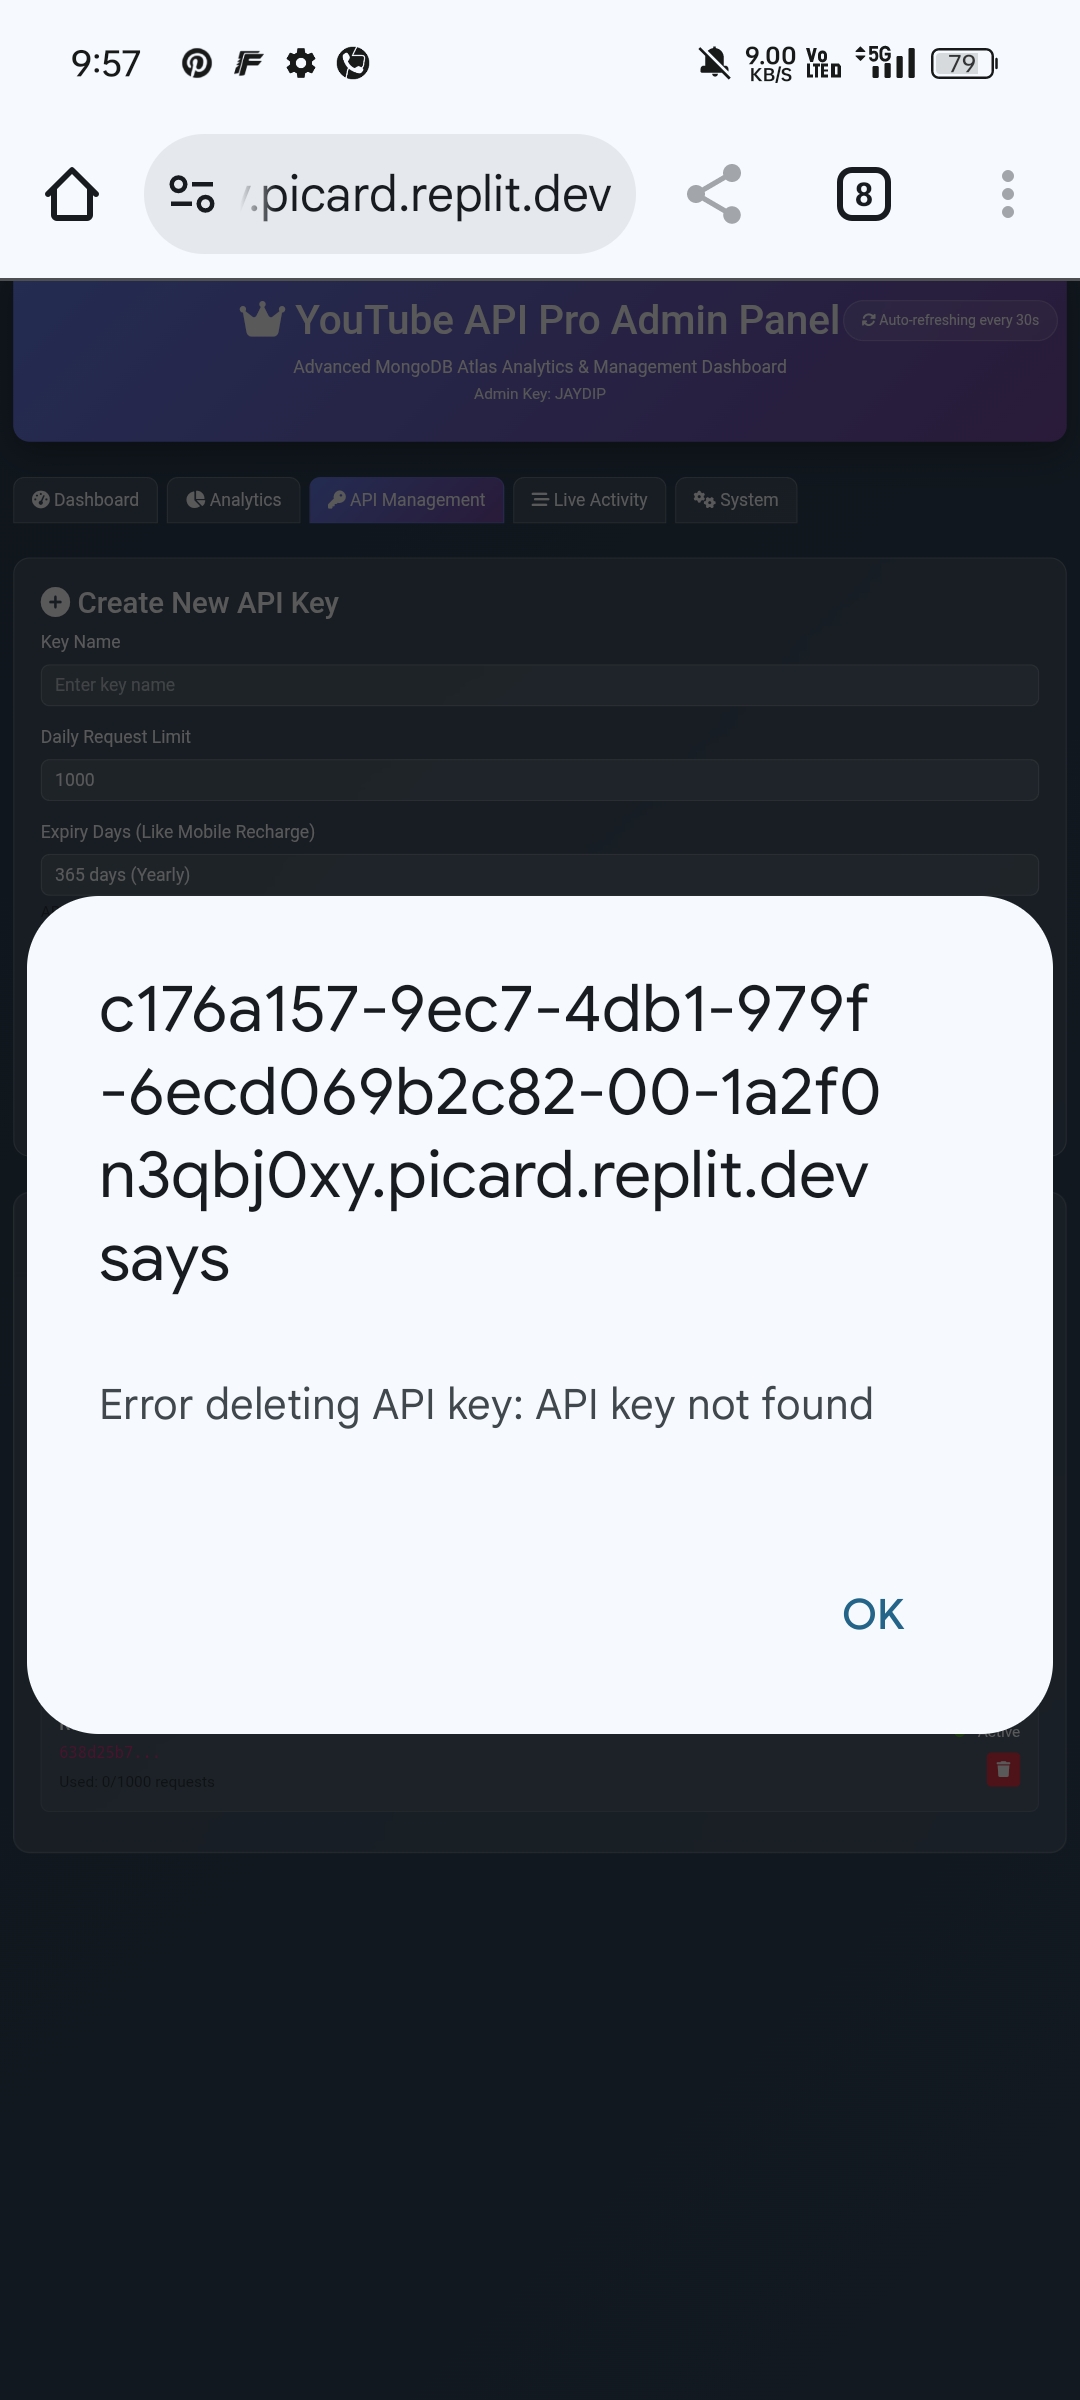 9:57
9.00
KB/S
Vo
LTE D
5G
79
.picard.replit.dev
8
YouTube API Pro Admin Panel
Auto-refreshing every 30s
Advanced MongoDB Atlas Analytics & Management Dashboard
Admin Key: JAYDIP
Dashboard
Analytics
API Management
Live Activity
System
Create New API Key
Key Name
Enter key name
Daily Request Limit
1000
Expiry Days (Like Mobile Recharge)
365 days (Yearly)
c176a157-9ec7-4db1-979f
-6ecd069b2c82-00-1a2f0
n3qbj0xy.picard.replit.dev
says
Error deleting API key: API key not found
OK
Active
638d25b7...
Used: 0/1000 requests